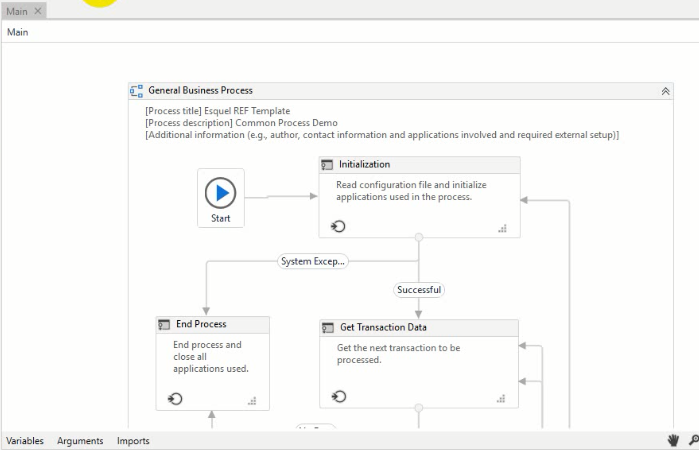 Main
Main
General Business Process
[Process title] Esquel REF Template
[Process description] Common Process Demo
[Additional information (e.g., author, contact information and applications involved and required external setup)]
Initialization
Read configuration file and initialize
applications used in the process.
Start
System Excep...
Successful
End Process
End process and
close all
applications used.
Get Transaction Data
Get the next transaction to be
processed.
Variables Arguments Imports